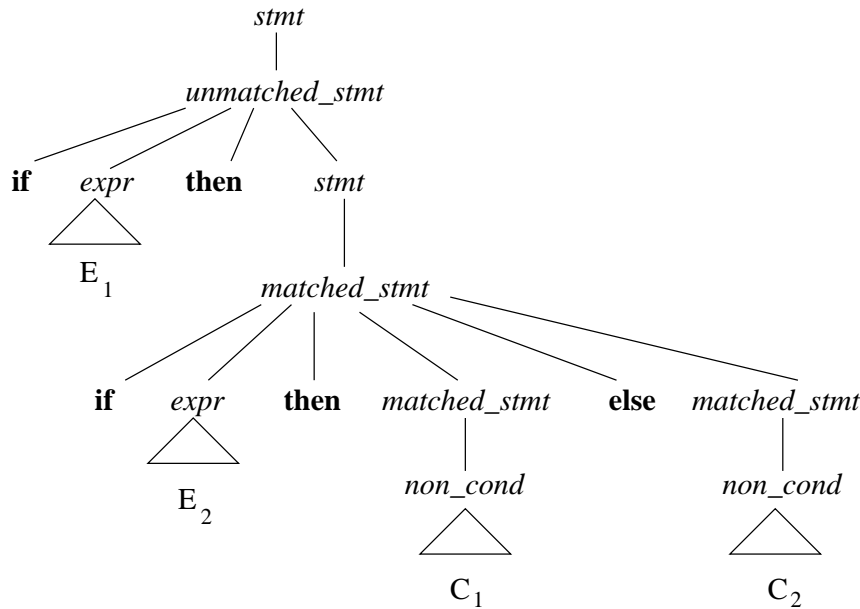 stmt
unmatched_stmt
if expr then stmt
E1
matched_stmt
if expr then matched_stmt else matched_stmt
non_cond non_cond
E2
C1 C2